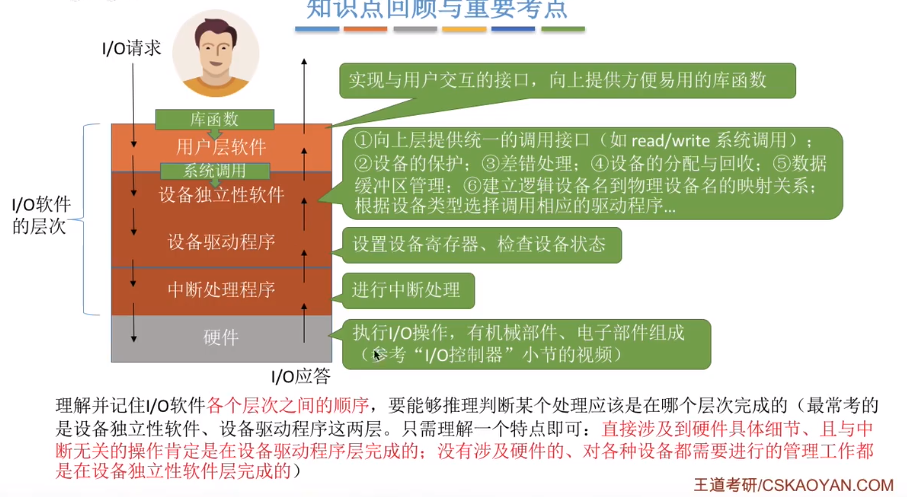 知识点回顾与重要考点
I/O请求
实现与用户交互的接口，向上提供方便易用的库函数
库函数
用户层软件
系统调用
①向上层提供统一的调用接口（如 read/write 系统调用）；
②设备的保护；③差错处理；④设备的分配与回收；⑤数据
缓冲区管理；⑥建立逻辑设备名到物理设备名的映射关系；
根据设备类型选择调用相应的驱动程序...
设备独立性软件
I/O软件
的层次
设备驱动程序
设置设备寄存器、检查设备状态
中断处理程序
进行中断处理
硬件
执行I/O操作，有机械部件、电子部件组成
（参考“I/O控制器”小节的视频）
I/O应答
理解并记住I/O软件各个层次之间的顺序，要能够推理判断某个处理应该是在哪个层次完成的（最常考的
是设备独立性软件、设备驱动程序这两层。只需理解一个特点即可：直接涉及到硬件具体细节、且与中
断无关的操作肯定是在设备驱动程序层完成的；没有涉及硬件的、对各种设备都需要进行的管理工作都
是在设备独立性软件层完成的）
王道考研/CSKAOYAN.COM